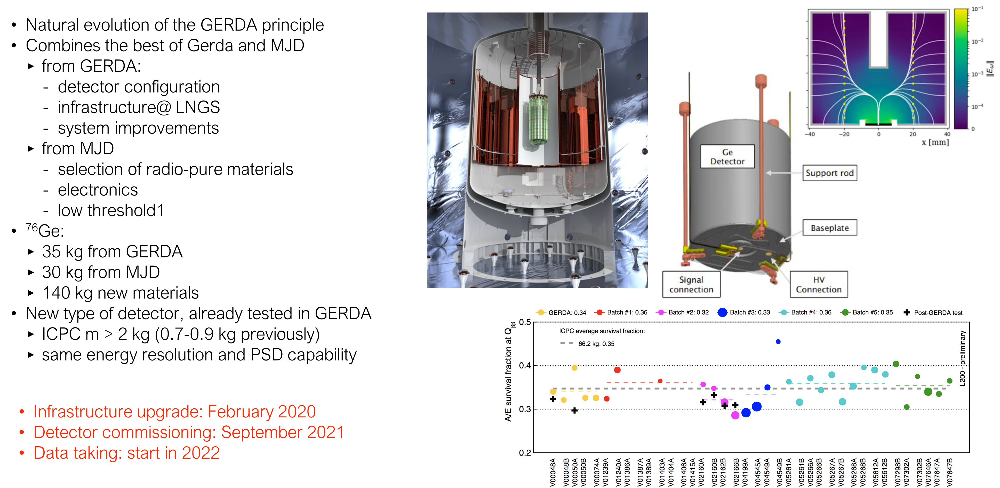 • Natural evolution of the GERDA principle
• Combines the best of Gerda and MJD
▸ from GERDA:
- detector configuration
- infrastructure@ LNGS
- system improvements
▸ from MJD
- selection of radio-pure materials
- electronics
- low threshold1
• ⁷⁶Ge:
▸ 35 kg from GERDA
▸ 30 kg from MJD
▸ 140 kg new materials
• New type of detector, already tested in GERDA
▸ ICPC m > 2 kg (0.7-0.9 kg previously)
▸ same energy resolution and PSD capability
• Infrastructure upgrade: February 2020
• Detector commissioning: September 2021
• Data taking: start in 2022
Ge
Detector
Support rod
Baseplate
Signal
connection
HV
Connection
10⁻¹
10⁻²
10⁻³
10⁻⁴
0
‖E_ω‖
−40 −20 0 20 40
x [mm]
GERDA: 0.34 Batch #1: 0.36 Batch #2: 0.32 Batch #3: 0.33 Batch #4: 0.36 Batch #5: 0.35 Post-GERDA test
A/E survival fraction at Q_ββ
0.5
0.4
0.3
0.2
ICPC average survival fraction:
66.2 kg: 0.35
L200 - preliminary
V00048A
V00048B
V00050A
V00050B
V00074A
V01239A
V01240A
V01386A
V01387A
V01389A
V01403A
V01404A
V01406A
V01415A
V02160A
V02160B
V02162B
V02166B
V04199A
V04545A
V04549A
V04549B
V05261A
V05261B
V05266A
V05266B
V05267A
V05267B
V05268A
V05268B
V05612A
V05612B
V07298B
V07302A
V07302B
V07646A
V07647A
V07647B